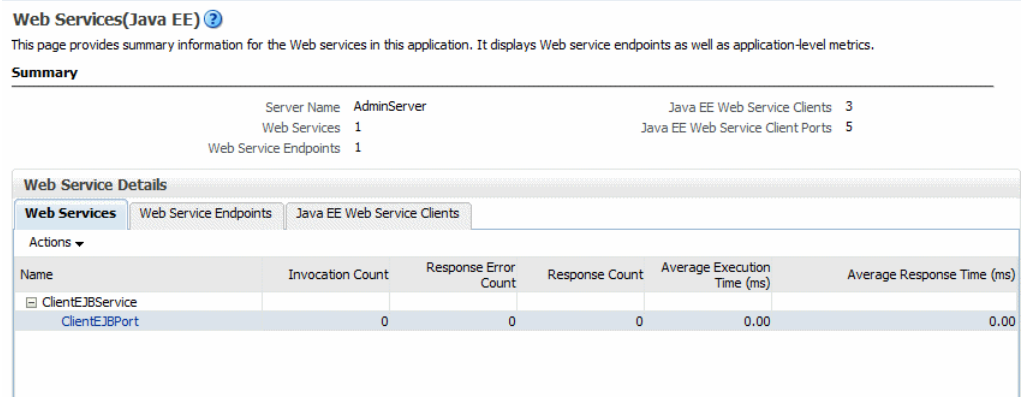 Web Services(Java EE) ?
This page provides summary information for the Web services in this application. It displays Web service endpoints as well as application-level metrics.
Summary
Server Name AdminServer Java EE Web Service Clients 3
Web Services 1 Java EE Web Service Client Ports 5
Web Service Endpoints 1
Web Service Details
Web Services Web Service Endpoints Java EE Web Service Clients
Actions
Name Invocation Count Response Error Count Response Count Average Execution Time (ms) Average Response Time (ms)
ClientEJBService
ClientEJBPort 0 0 0 0.00 0.00